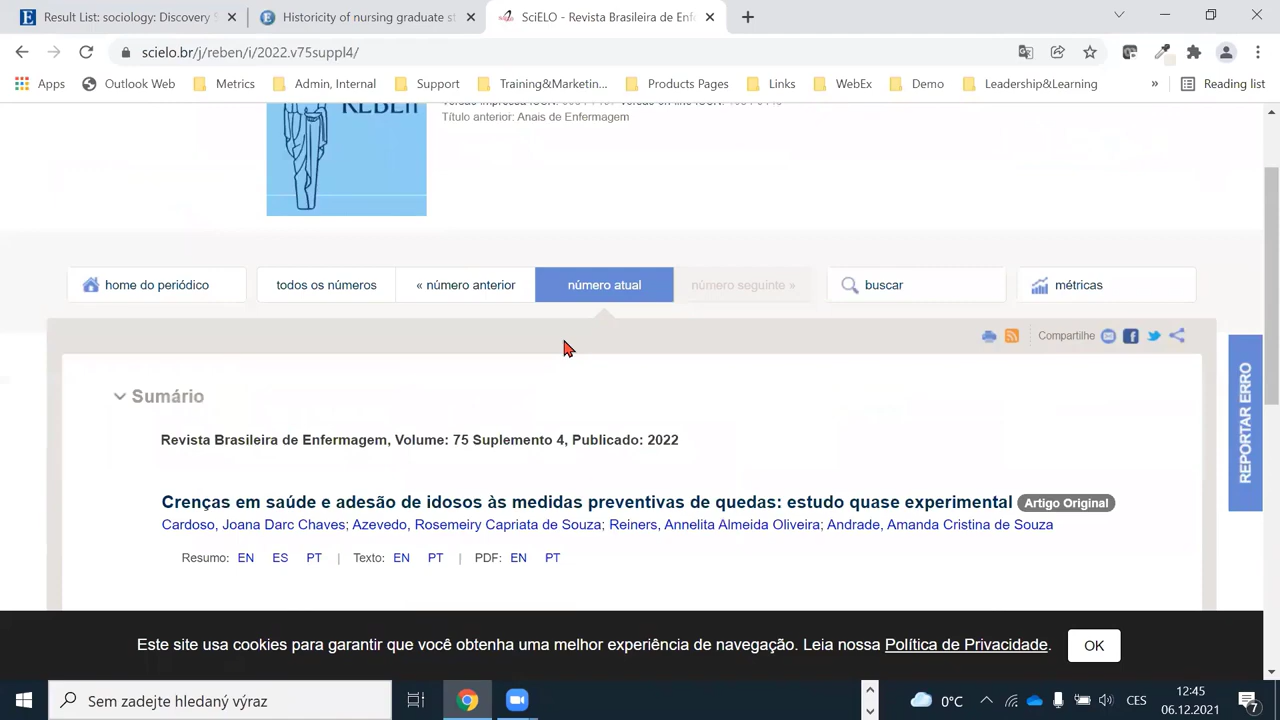 Result List: sociology: Discovery S
Historicity of nursing graduate st
SciELO - Revista Brasileira de Enfe
scielo.br/j/reben/i/2022.v75suppl4/
Apps
Outlook Web
Metrics
Admin, Internal
Support
Training&Marketin...
Products Pages
Links
WebEx
Demo
Leadership&Learning
»
Reading list
REBEn
Título anterior: Anais de Enfermagem
home do periódico
todos os números
« número anterior
número atual
número seguinte »
buscar
métricas
Compartilhe
REPORTAR ERRO
Sumário
Revista Brasileira de Enfermagem, Volume: 75 Suplemento 4, Publicado: 2022
Crenças em saúde e adesão de idosos às medidas preventivas de quedas: estudo quase experimental Artigo Original
Cardoso, Joana Darc Chaves; Azevedo, Rosemeiry Capriata de Souza; Reiners, Annelita Almeida Oliveira; Andrade, Amanda Cristina de Souza
Resumo: EN ES PT | Texto: EN PT | PDF: EN PT
Este site usa cookies para garantir que você obtenha uma melhor experiência de navegação. Leia nossa Política de Privacidade.
OK
Sem zadejte hledaný výraz
0°C
CES
12:45
06.12.2021
7